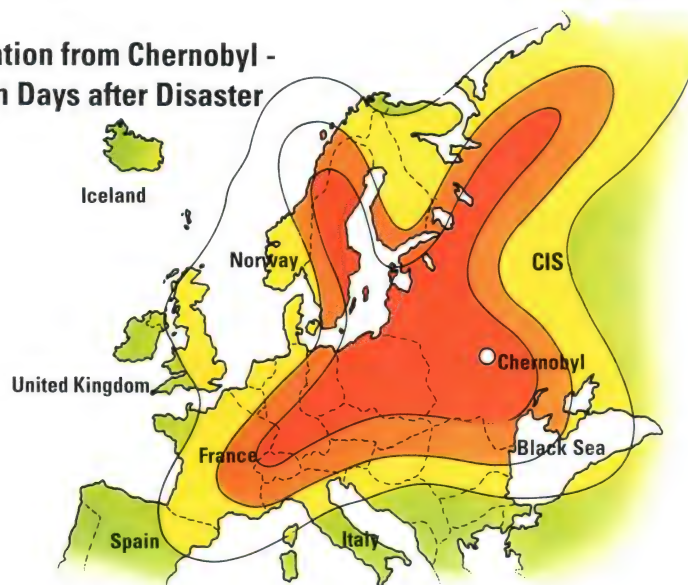 ation from Chernobyl -
n Days after Disaster
Iceland
Norway
CIS
Chernobyl
United Kingdom
France
Black Sea
Spain
Italy